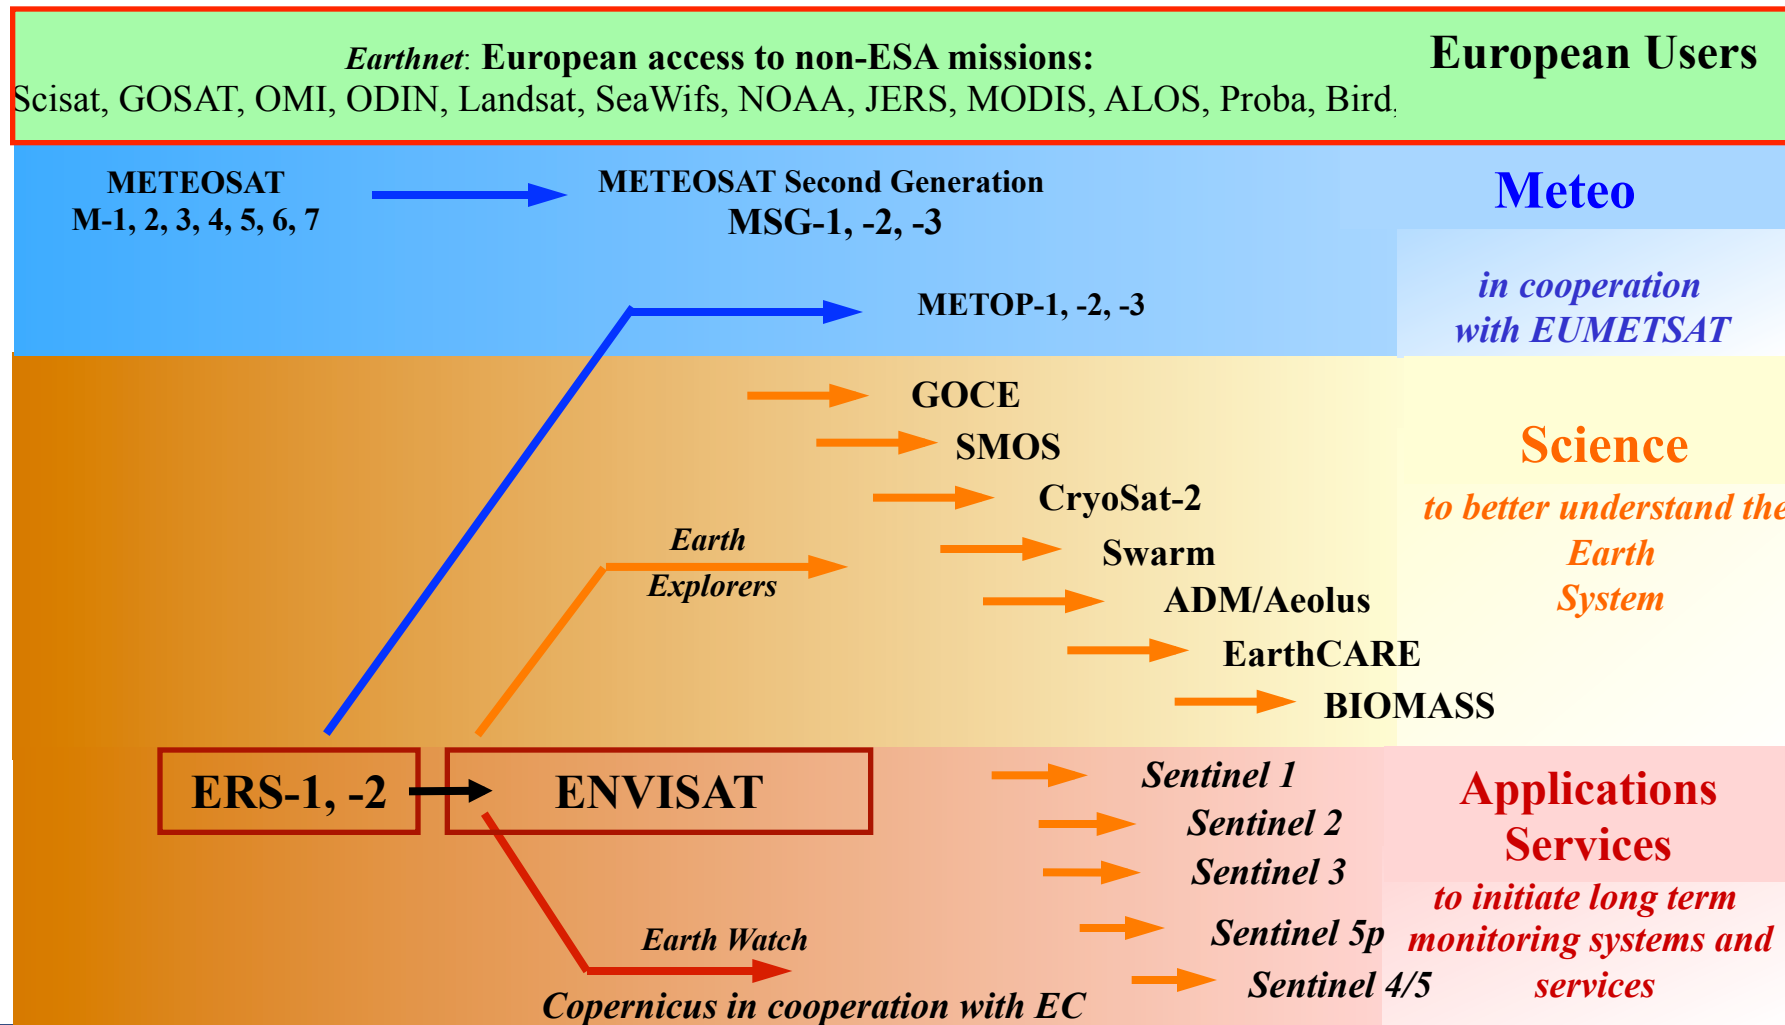 Earthnet: European access to non-ESA missions:
Scisat, GOSAT, OMI, ODIN, Landsat, SeaWifs, NOAA, JERS, MODIS, ALOS, Proba, Bird,
European Users
METEOSAT
M-1, 2, 3, 4, 5, 6, 7
METEOSAT Second Generation
MSG-1, -2, -3
Meteo
METOP-1, -2, -3
in cooperation
with EUMETSAT
GOCE
SMOS
CryoSat-2
Swarm
ADM/Aeolus
EarthCARE
BIOMASS
Earth
Explorers
Science
to better understand the
Earth
System
ERS-1, -2
ENVISAT
Sentinel 1
Sentinel 2
Sentinel 3
Sentinel 5p
Sentinel 4/5
Earth Watch
Copernicus in cooperation with EC
Applications
Services
to initiate long term
monitoring systems and
services